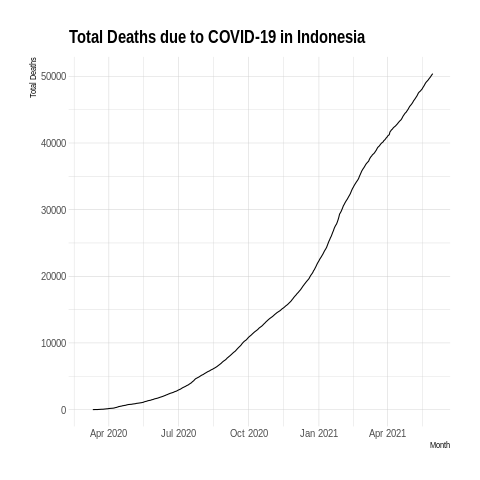 Total Deaths due to COVID-19 in Indonesia
Total Deaths
50000
40000
30000
20000
10000
0
Apr 2020 Jul 2020 Oct 2020 Jan 2021 Apr 2021
Month